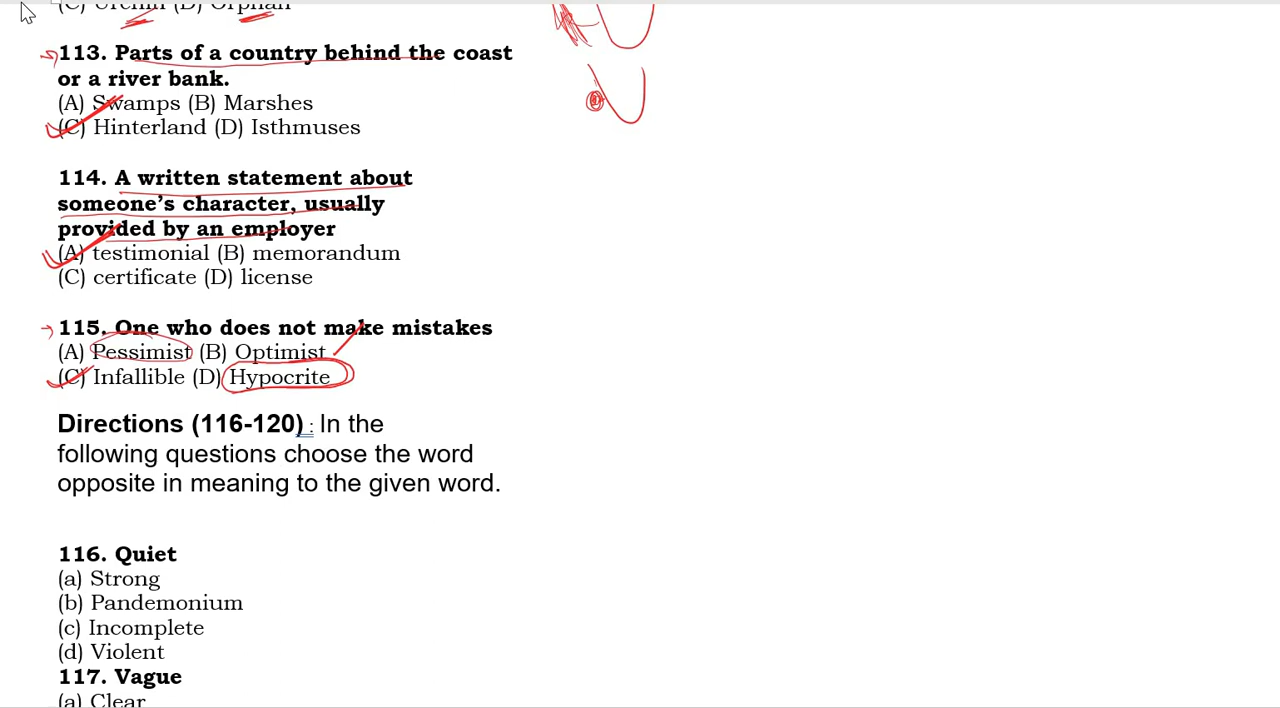 (C) Urchin (D) Orphan
113. Parts of a country behind the coast
or a river bank.
(A) Swamps (B) Marshes
(C) Hinterland (D) Isthmuses
114. A written statement about
someone's character, usually
provided by an employer
(A) testimonial (B) memorandum
(C) certificate (D) license
115. One who does not make mistakes
(A) Pessimist (B) Optimist
(C) Infallible (D) Hypocrite
Directions (116-120) : In the
following questions choose the word
opposite in meaning to the given word.
116. Quiet
(a) Strong
(b) Pandemonium
(c) Incomplete
(d) Violent
117. Vague
(a) Clear